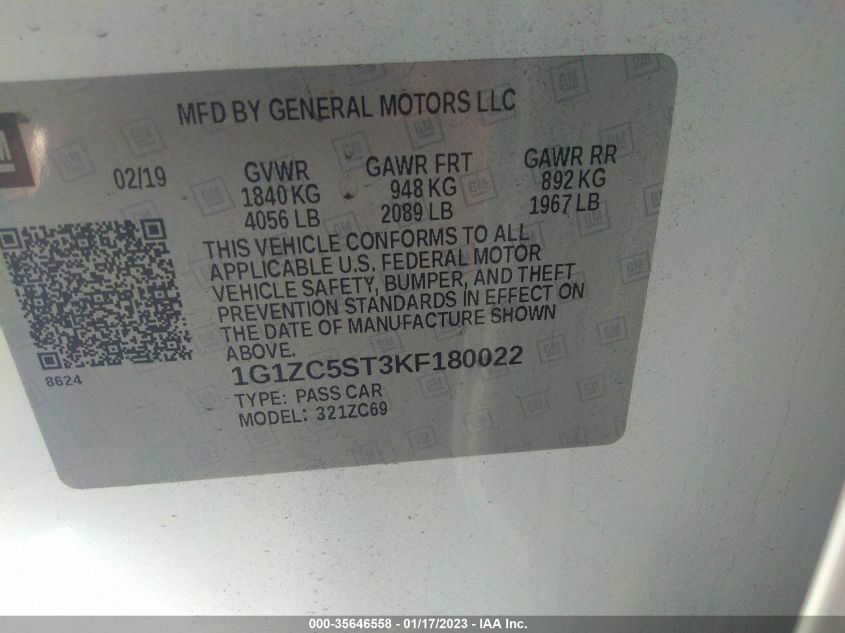 MFD BY GENERAL MOTORS LLC
02/19
GVWR
1840 KG
4056 LB
GAWR FRT
948 KG
2089 LB
GAWR RR
892 KG
1967 LB
THIS VEHICLE CONFORMS TO ALL
APPLICABLE U.S. FEDERAL MOTOR
VEHICLE SAFETY, BUMPER, AND THEFT
PREVENTION STANDARDS IN EFFECT ON
THE DATE OF MANUFACTURE SHOWN
ABOVE.
8624
1G1ZC5ST3KF180022
TYPE: PASS CAR
MODEL: 321ZC69
000-35646558 - 01/17/2023 - IAAI Inc.